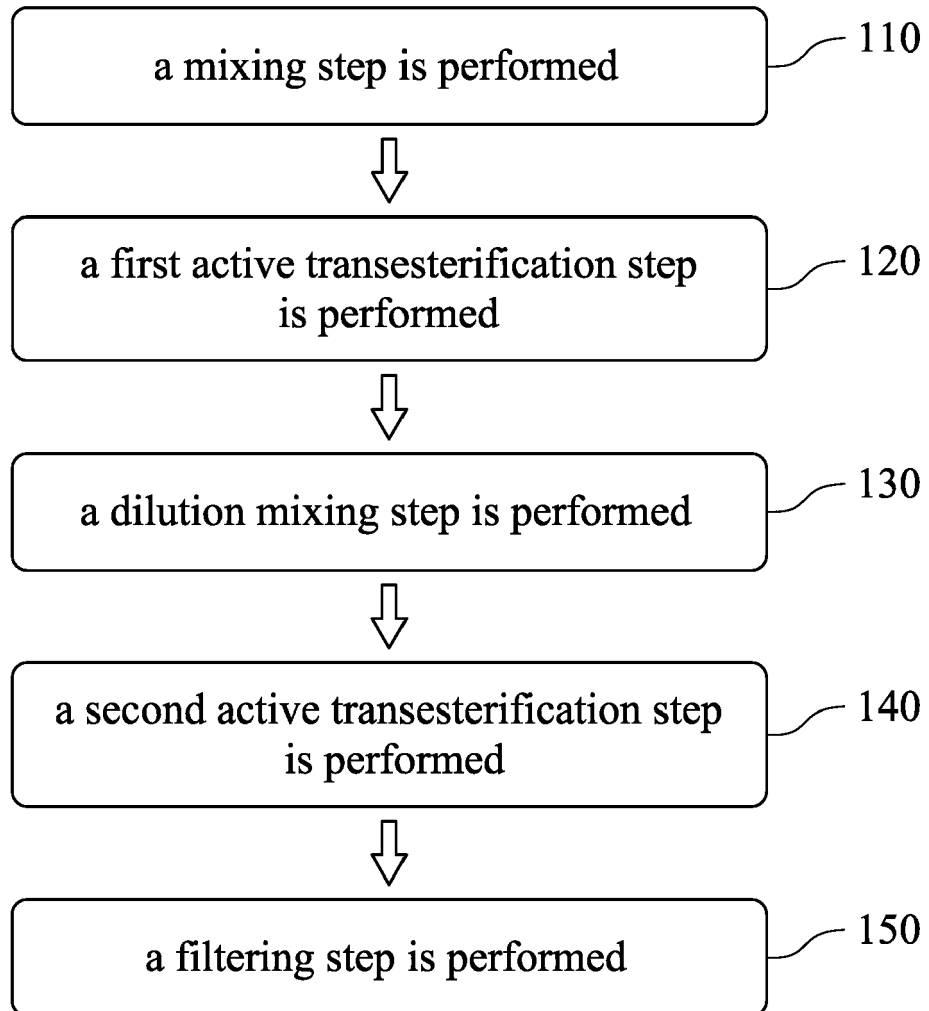 a mixing step is performed
110
a first active transesterification step
is performed
120
a dilution mixing step is performed
130
a second active transesterification step
is performed
140
a filtering step is performed
150